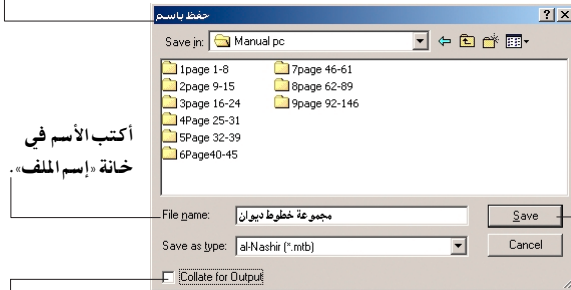 حفظ باسم
Save in: Manual pc
1page 1-8
2page 9-15
3page 16-24
4Page 25-31
5Page 32-39
6Page40-45
7page 46-61
8page 62-89
9page 92-146
أكتب الأسم في
خانة «إسم الملف».
File name: مجموعة خطوط ديوان
Save
Save as type: al-Nashir (*.mtb)
Cancel
Collate for Output